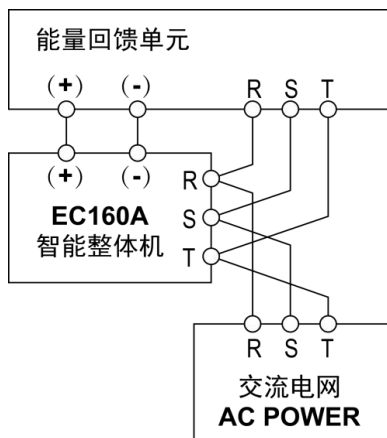 能量回馈单元
(+) (-) R S T
(+) (-)
R
EC160A
S
智能整体机
T
R S T
交流电网
AC POWER